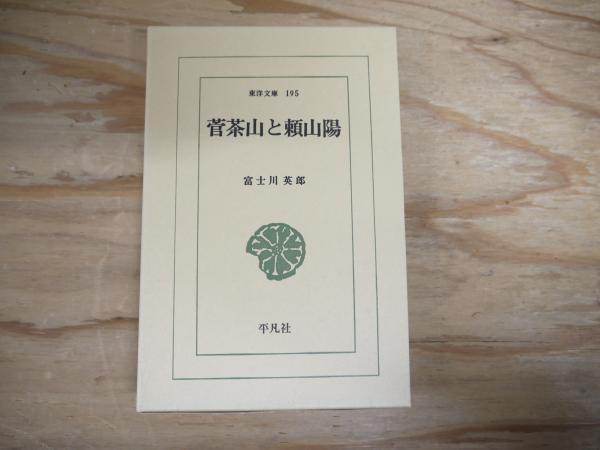 東洋文庫 195
菅茶山と頼山陽
富士川英郎
平凡社